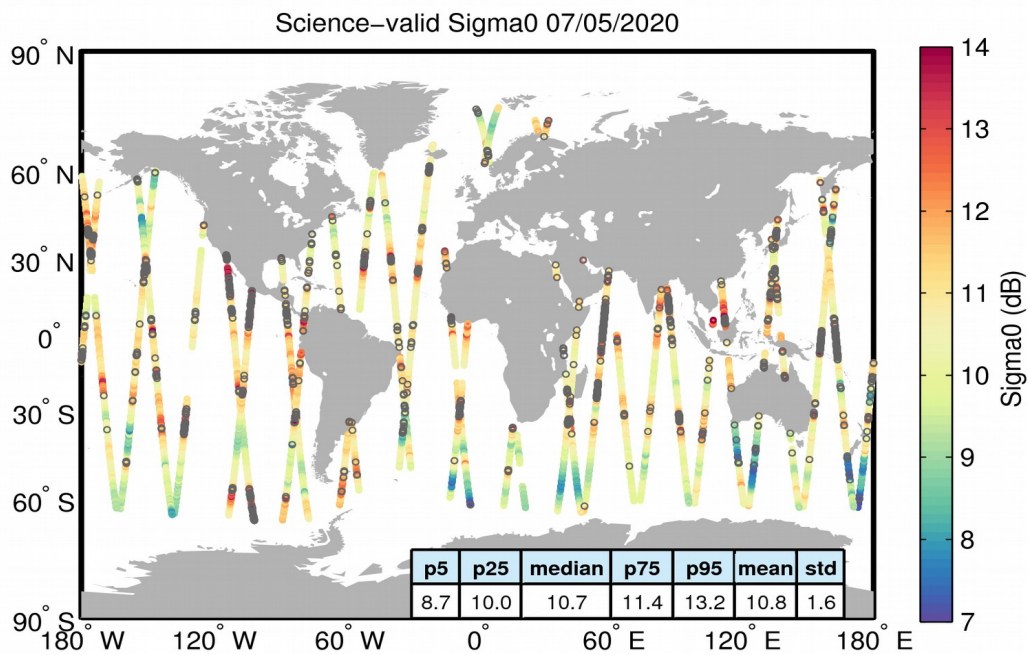 Science−valid Sigma0 07/05/2020
90° N
60° N
30° N
0°
30° S
60° S
90° S
180° W
120° W
60° W
0°
60° E
120° E
180° E
p5 p25 median p75 p95 mean std
8.7 10.0 10.7 11.4 13.2 10.8 1.6
14
13
12
11
10
9
8
7
Sigma0 (dB)